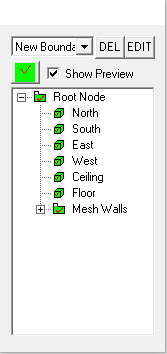 New Bounda DEL EDIT
Show Preview
Root Node
North
South
East
West
Ceiling
Floor
Mesh Walls